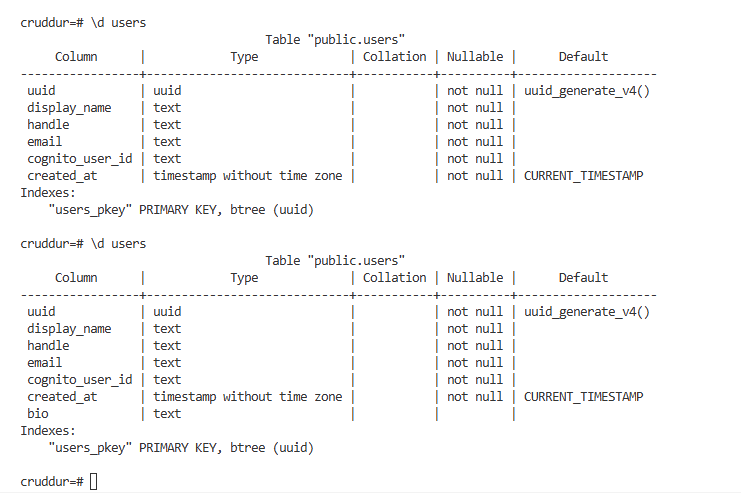 cruddur=# \d users
                                   Table "public.users"
     Column      |            Type             | Collation | Nullable |      Default
-----------------+-----------------------------+-----------+----------+--------------------
 uuid            | uuid                        |           | not null | uuid_generate_v4()
 display_name    | text                        |           | not null |
 handle          | text                        |           | not null |
 email           | text                        |           | not null |
 cognito_user_id | text                        |           | not null |
 created_at      | timestamp without time zone |           | not null | CURRENT_TIMESTAMP
Indexes:
    "users_pkey" PRIMARY KEY, btree (uuid)

cruddur=# \d users
                                   Table "public.users"
     Column      |            Type             | Collation | Nullable |      Default
-----------------+-----------------------------+-----------+----------+--------------------
 uuid            | uuid                        |           | not null | uuid_generate_v4()
 display_name    | text                        |           | not null |
 handle          | text                        |           | not null |
 email           | text                        |           | not null |
 cognito_user_id | text                        |           | not null |
 created_at      | timestamp without time zone |           | not null | CURRENT_TIMESTAMP
 bio             | text                        |           |          |
Indexes:
    "users_pkey" PRIMARY KEY, btree (uuid)

cruddur=#